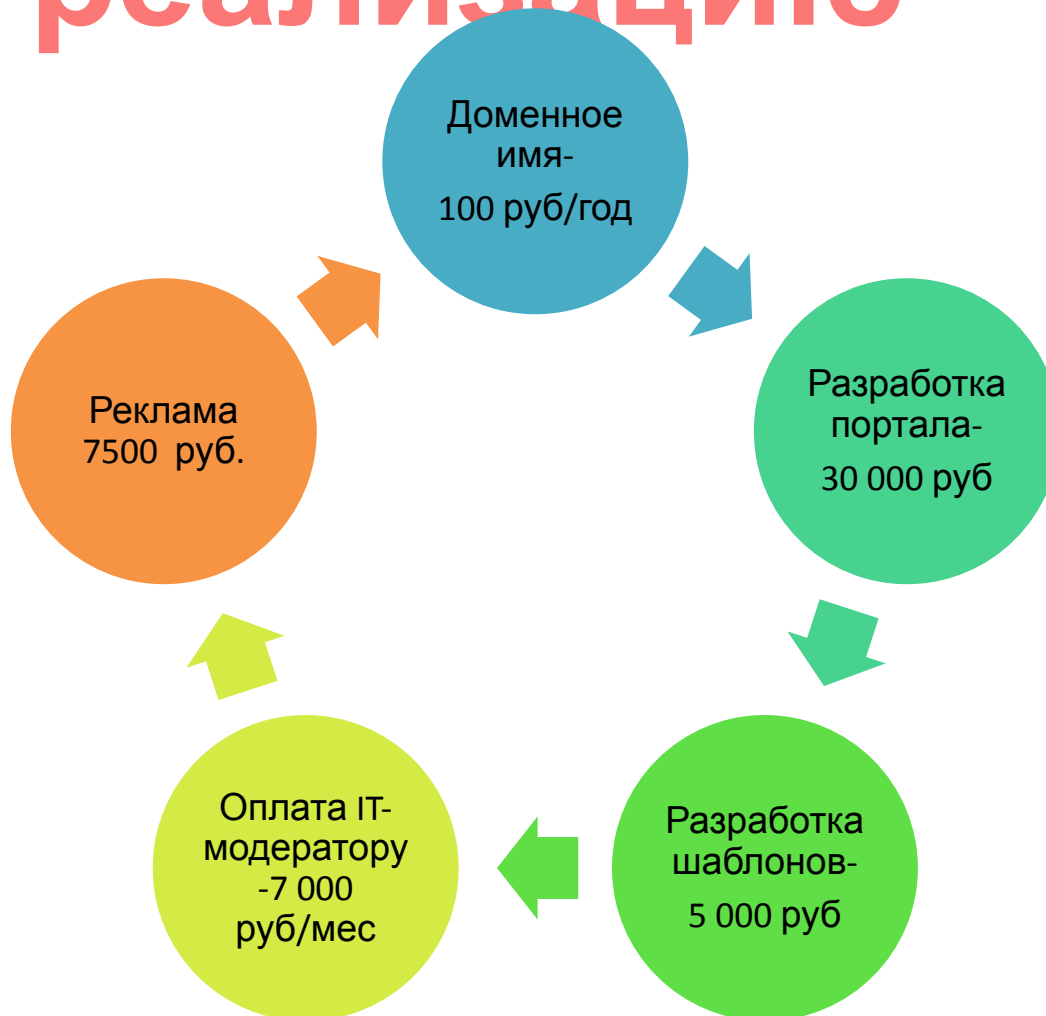 реализацию
Доменное
имя-
100 руб/год
Разработка
портала-
30 000 руб
Разработка
шаблонов-
5 000 руб
Оплата IT-
модератору
-7 000
руб/мес
Реклама
7500 руб.